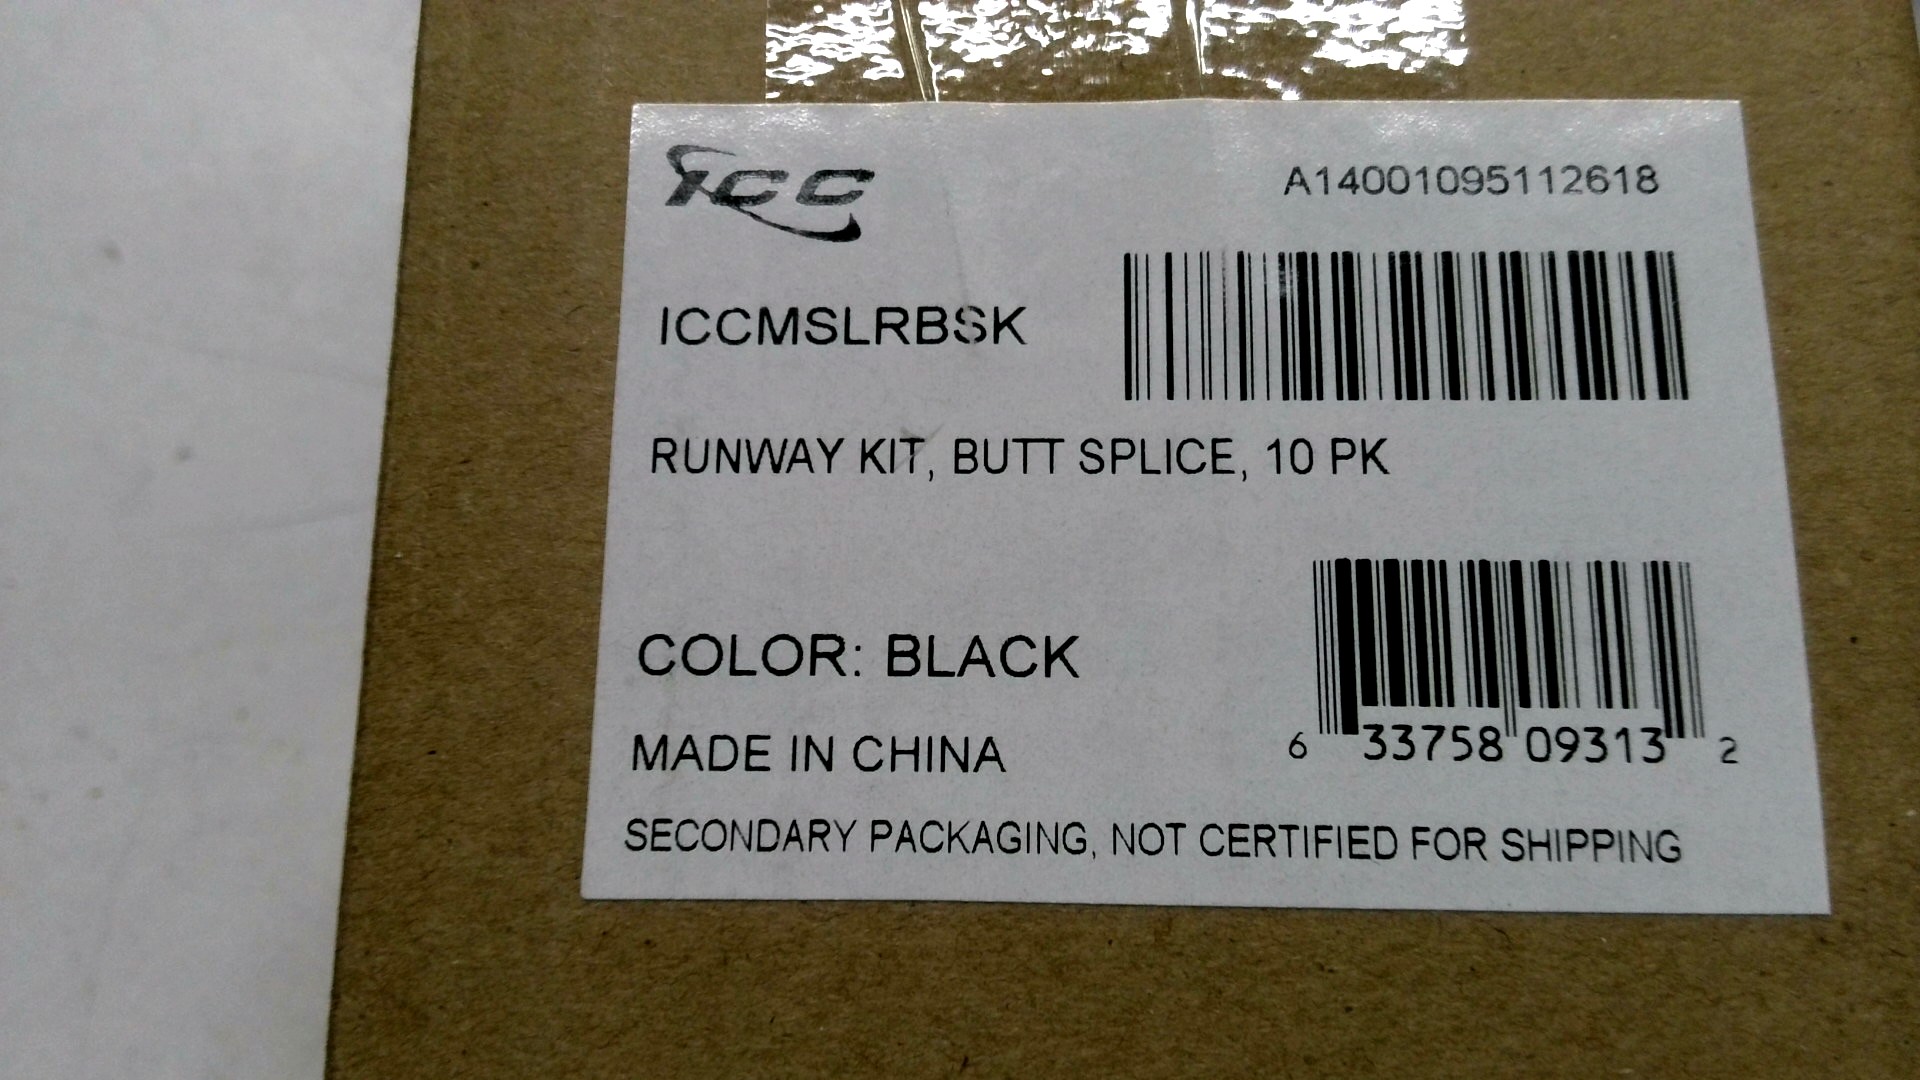 ICC
A14001095112618
ICCMSLRBSK
RUNWAY KIT, BUTT SPLICE, 10 PK
COLOR: BLACK
MADE IN CHINA
6 33758 09313 2
SECONDARY PACKAGING, NOT CERTIFIED FOR SHIPPING